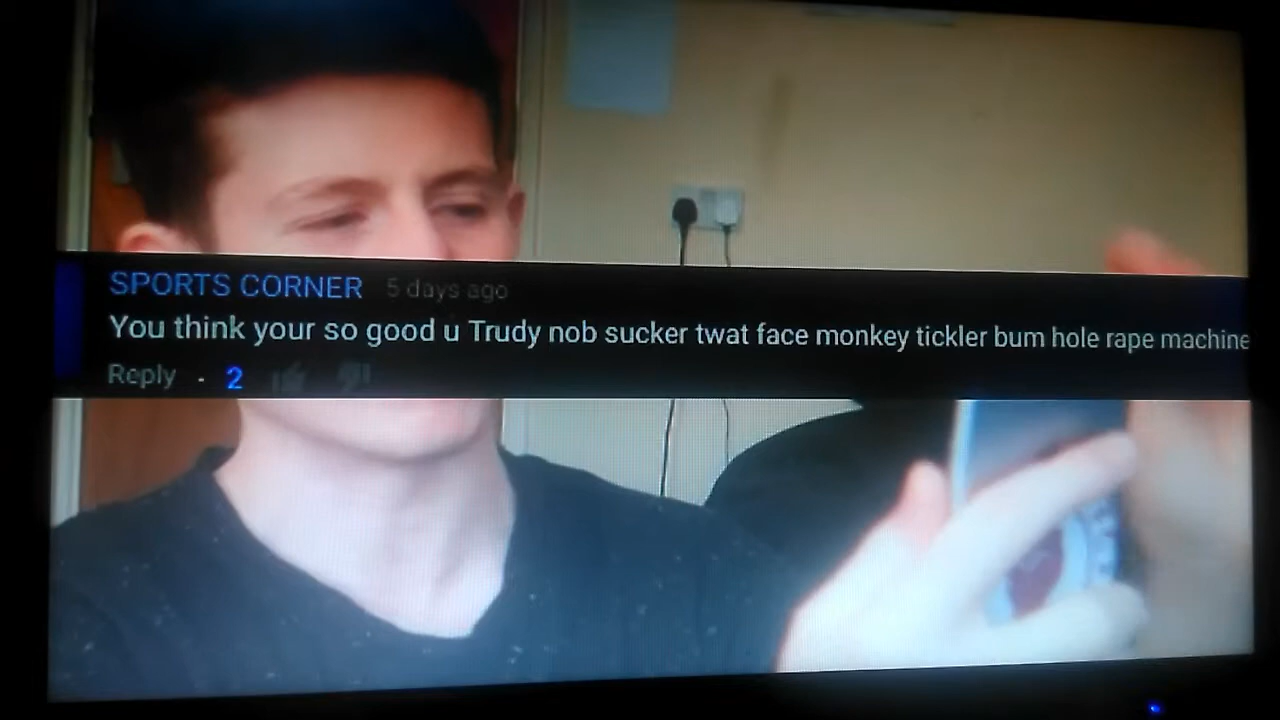 SPORTS CORNER 5 days ago
You think your so good u Trudy nob sucker twat face monkey tickler bum hole rape machine
Reply · 2